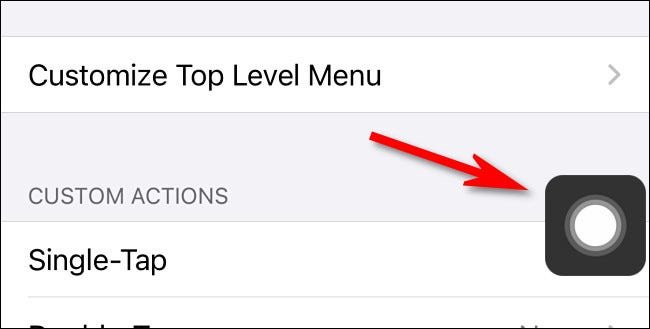 Customize Top Level Menu
CUSTOM ACTIONS
Single-Tap